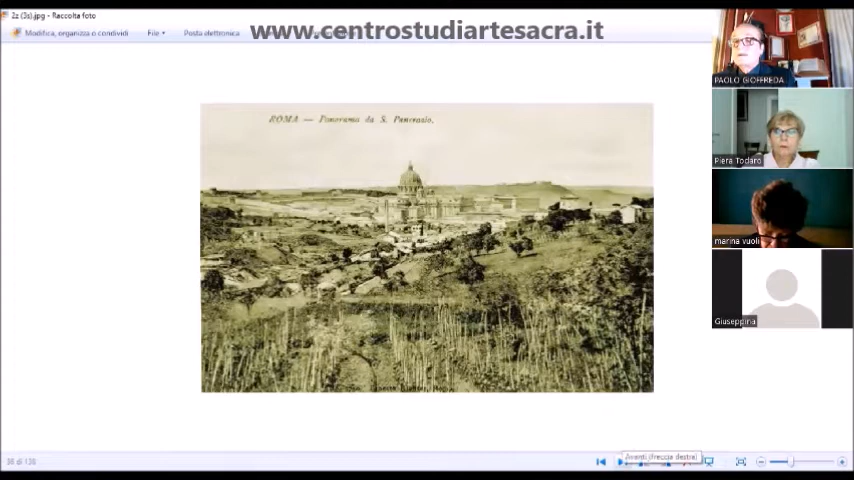 2z (3s).jpg - Raccolta foto
www.centrostudiartesacra.it
Modifica, organizza o condividi
File
Posta elettronica
ROMA — Panorama da S. Pancrazio.
PAOLO GIOFFREDA
Piera Todaro
marina vuoli
Giuseppina
Avanti (freccia destra)